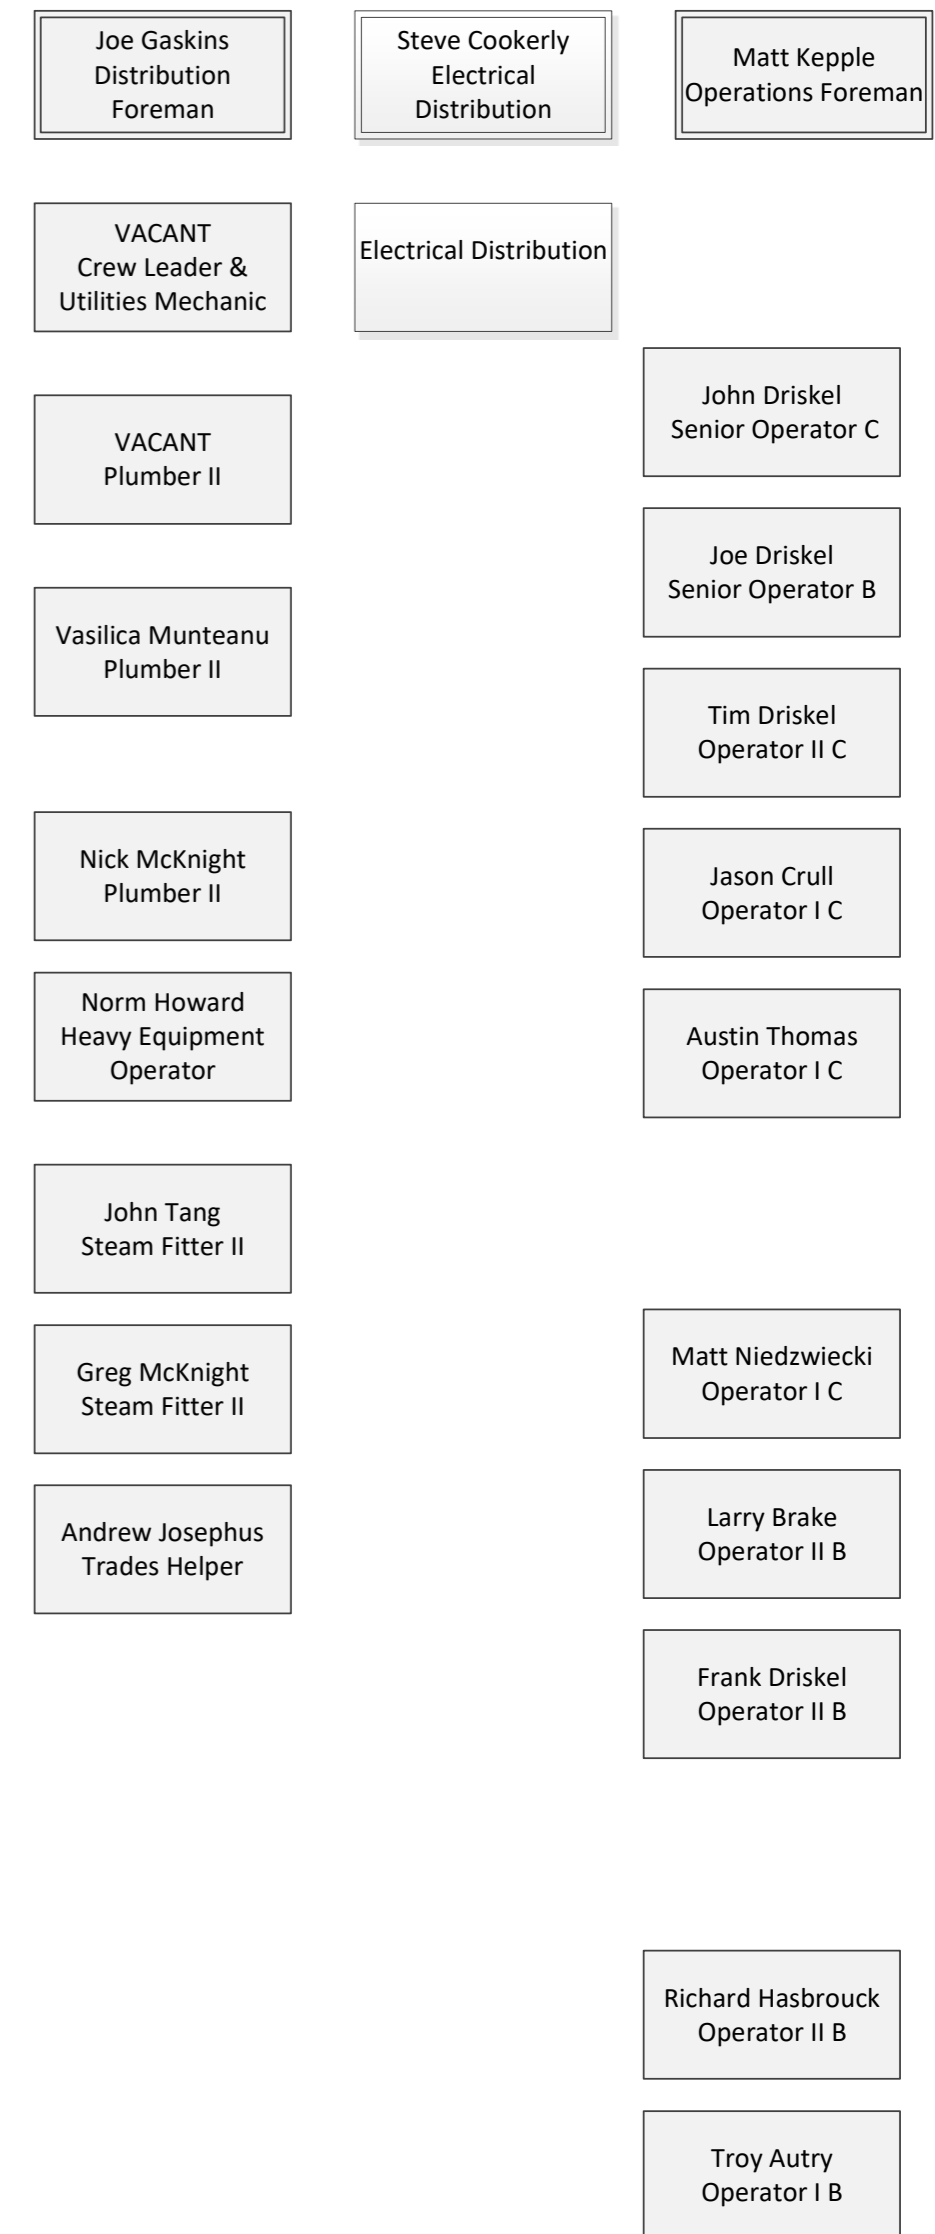 Joe Gaskins
Distribution
Foreman
Steve Cookerly
Electrical
Distribution
Matt Kepple
Operations Foreman
VACANT
Crew Leader &
Utilities Mechanic
Electrical Distribution
VACANT
Plumber II
Vasilica Munteanu
Plumber II
Nick McKnight
Plumber II
Norm Howard
Heavy Equipment
Operator
John Tang
Steam Fitter II
Greg McKnight
Steam Fitter II
Andrew Josephus
Trades Helper
John Driskel
Senior Operator C
Joe Driskel
Senior Operator B
Tim Driskel
Operator II C
Jason Crull
Operator I C
Austin Thomas
Operator I C
Matt Niedzwiecki
Operator I C
Larry Brake
Operator II B
Frank Driskel
Operator II B
Richard Hasbrouck
Operator II B
Troy Autry
Operator I B